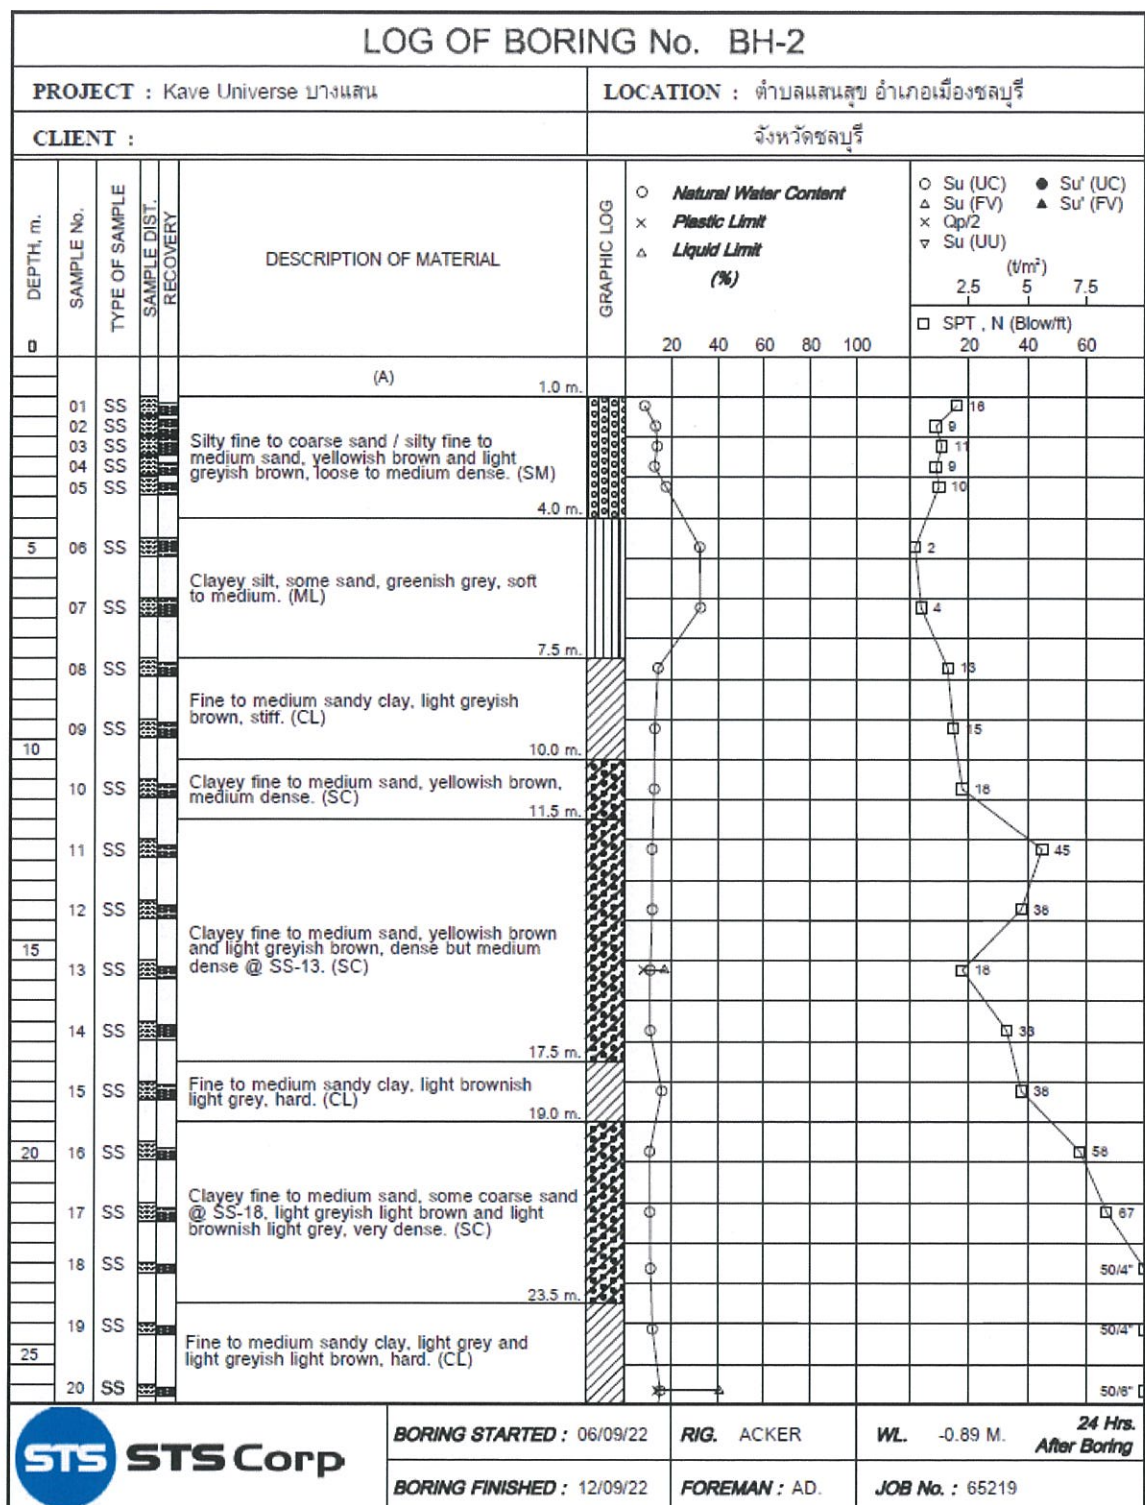 LOG OF BORING No. BH-2
PROJECT : Kave Universe บางแสน
LOCATION : ตำบลแสนสุข อำเภอเมืองชลบุรี
CLIENT :
จังหวัดชลบุรี
DEPTH, m.
SAMPLE No.
TYPE OF SAMPLE
SAMPLE DIST.
RECOVERY
DESCRIPTION OF MATERIAL
GRAPHIC LOG
○ Natural Water Content
× Plastic Limit
△ Liquid Limit
(%)
○ Su (UC) ● Su' (UC)
△ Su (FV) ▲ Su' (FV)
× Qp/2
▽ Su (UU)
(t/m²)
2.5 5 7.5
□ SPT , N (Blow/ft)
0
20 40 60 80 100
20 40 60
(A)
1.0 m.
01 SS 16
02 SS 9
03 SS 11
04 SS 9
05 SS 10
Silty fine to coarse sand / silty fine to
medium sand, yellowish brown and light
greyish brown, loose to medium dense. (SM)
4.0 m.
5 06 SS 2
Clayey silt, some sand, greenish grey, soft
to medium. (ML)
07 SS 4
7.5 m.
08 SS 13
Fine to medium sandy clay, light greyish
brown, stiff. (CL)
09 SS 15
10
10.0 m.
10 SS 18
Clayey fine to medium sand, yellowish brown,
medium dense. (SC)
11.5 m.
11 SS 45
12 SS 38
Clayey fine to medium sand, yellowish brown
and light greyish brown, dense but medium
dense @ SS-13. (SC)
15
13 SS 18
14 SS 33
17.5 m.
15 SS 38
Fine to medium sandy clay, light brownish
light grey, hard. (CL)
19.0 m.
20 16 SS 58
Clayey fine to medium sand, some coarse sand
@ SS-18, light greyish light brown and light
brownish light grey, very dense. (SC)
17 SS 67
18 SS 50/4"
23.5 m.
19 SS 50/4"
Fine to medium sandy clay, light grey and
light greyish light brown, hard. (CL)
25
20 SS 50/6"
STS STS Corp
BORING STARTED : 06/09/22
RIG. ACKER
WL. -0.89 M.
24 Hrs.
After Boring
BORING FINISHED : 12/09/22
FOREMAN : AD.
JOB No. : 65219